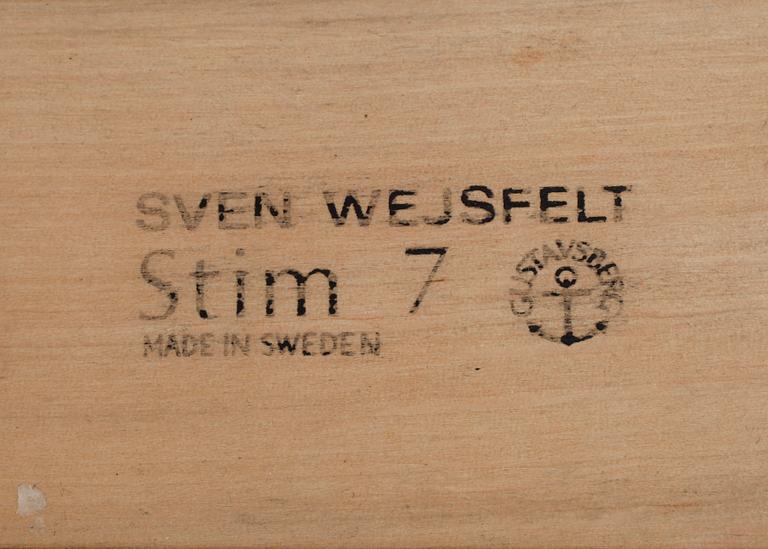 SVEN WEJSFELT
Stim 7
GUSTAVSBERG
MADE IN SWEDEN